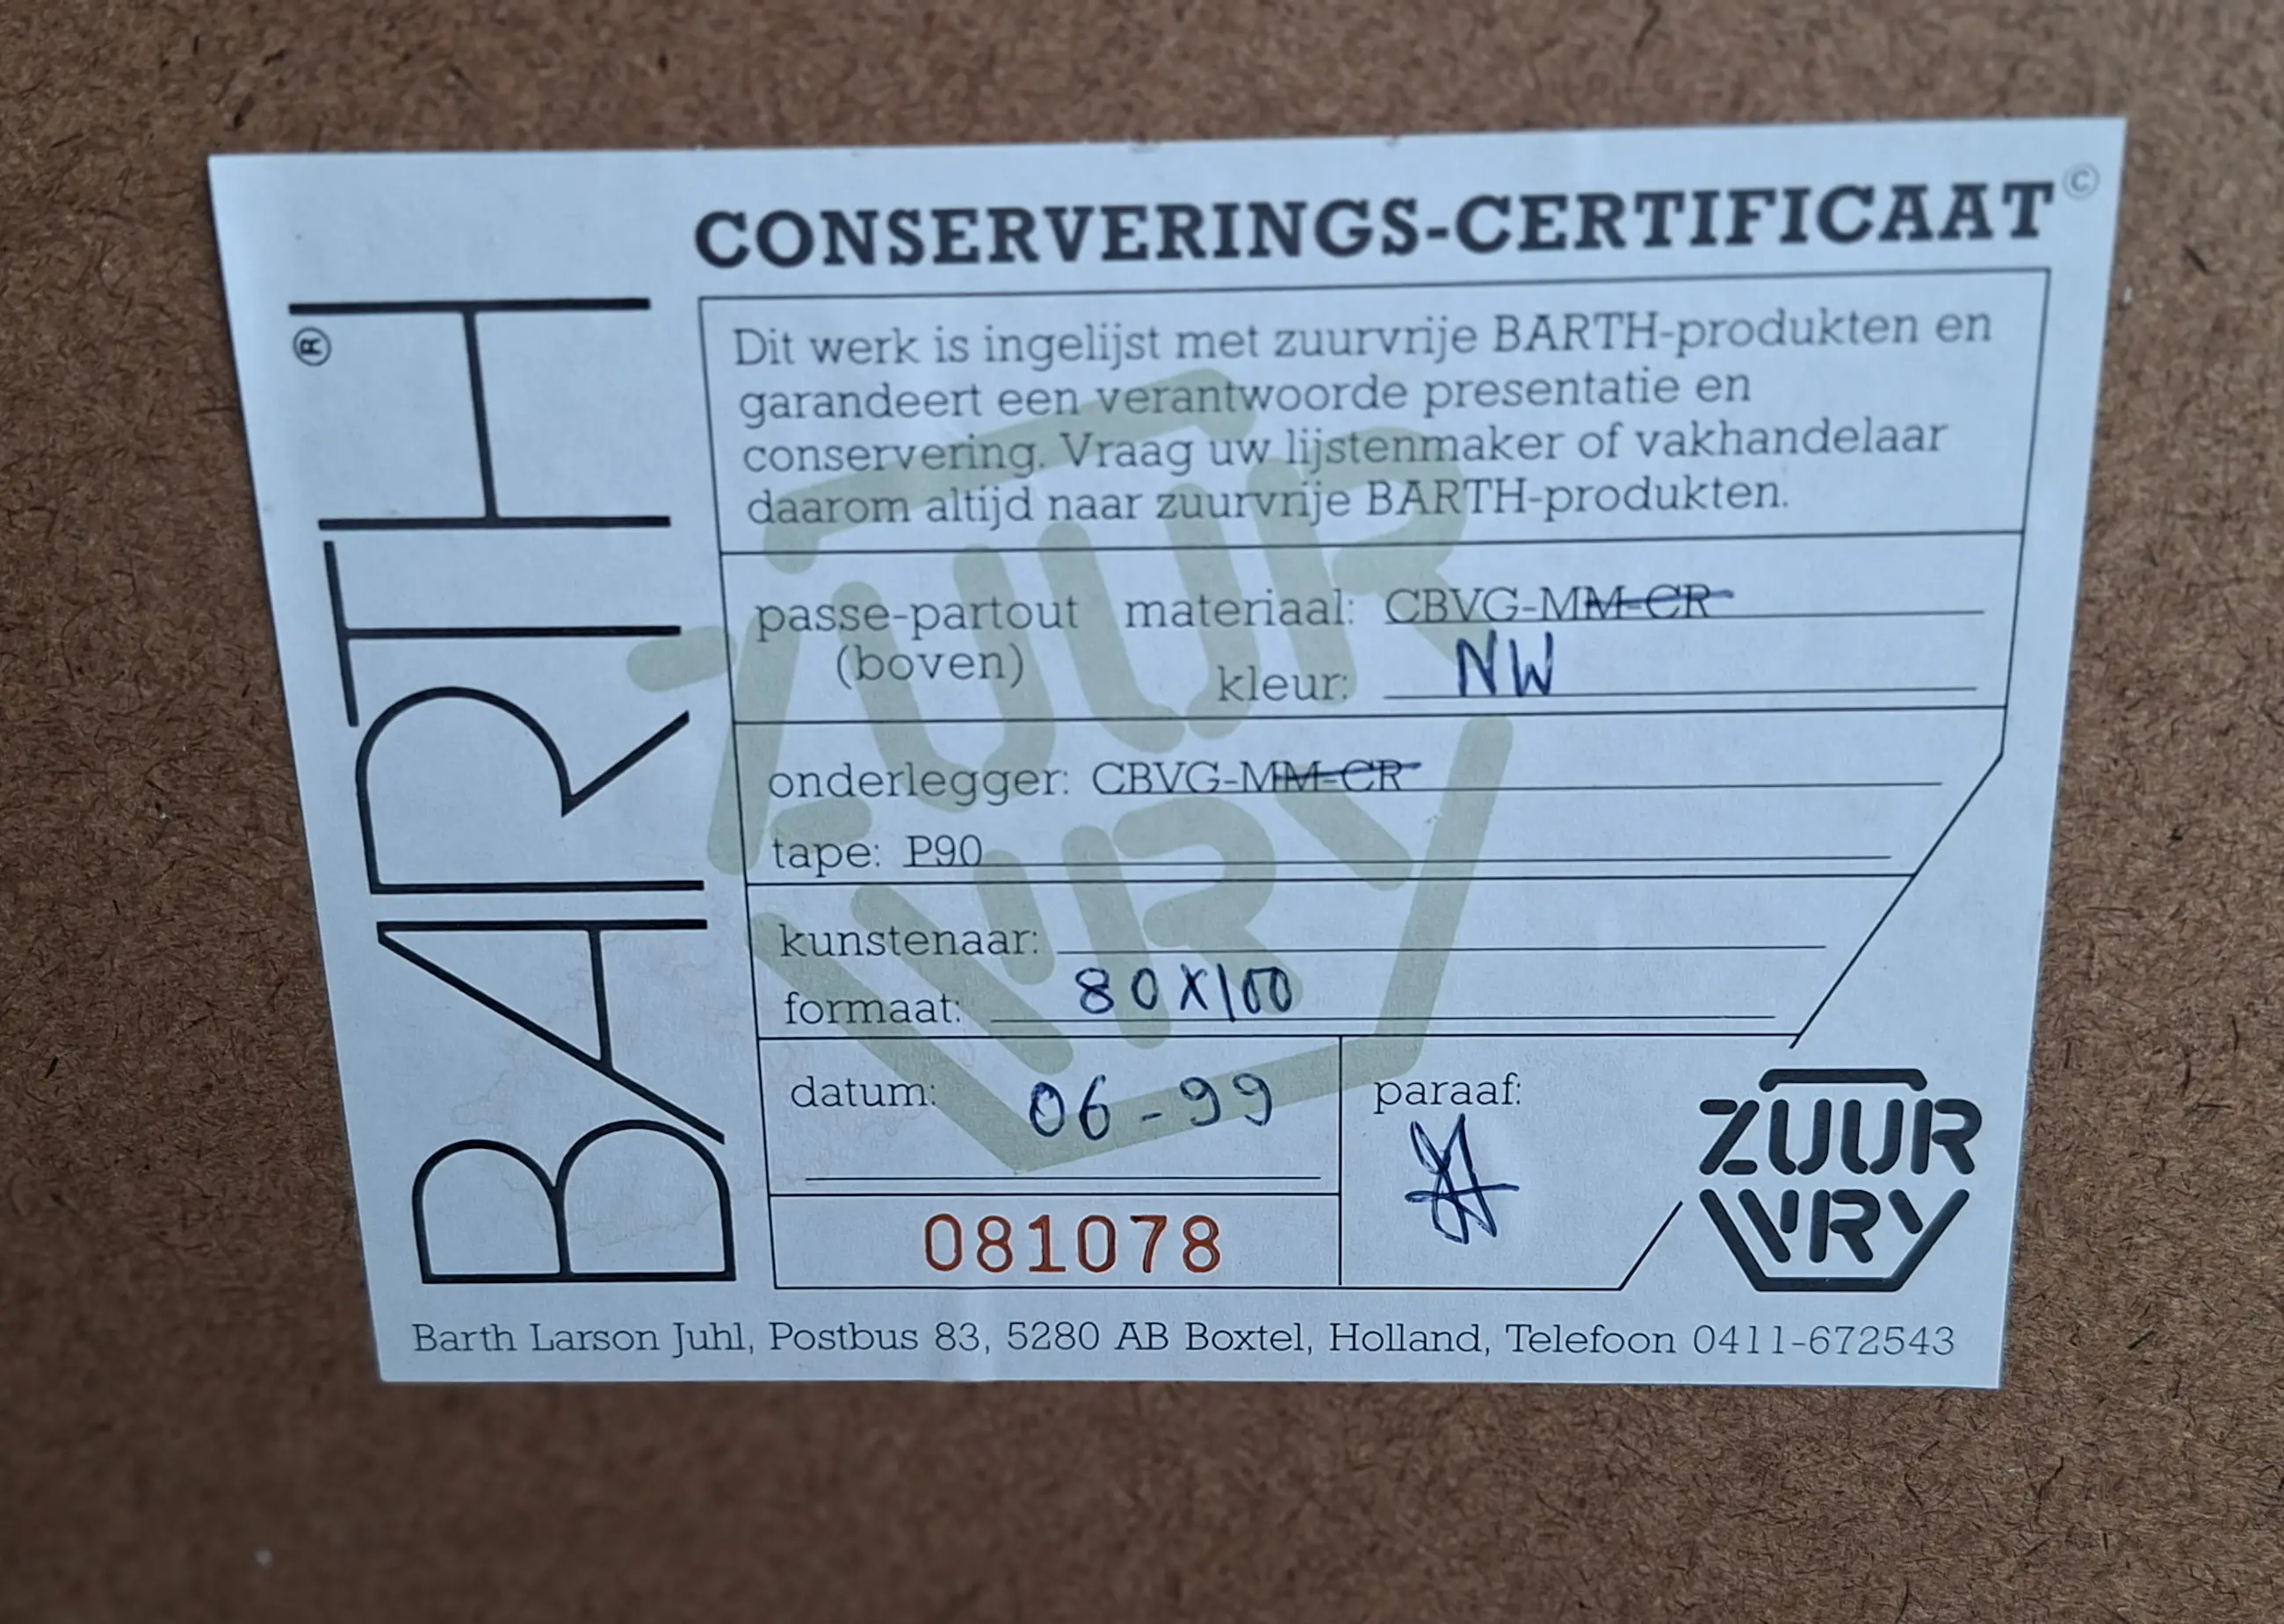 BARTH®
CONSERVERINGS-CERTIFICAAT©
Dit werk is ingelijst met zuurvrije BARTH-produkten en
garandeert een verantwoorde presentatie en
conservering. Vraag uw lijstenmaker of vakhandelaar
daarom altijd naar zuurvrije BARTH-produkten.
passe-partout materiaal: CBVG-MM-CR
(boven) kleur: NW
onderlegger: CBVG-MM-CR
tape: P90
kunstenaar:
formaat: 80X100
datum: 06-99
paraaf:
081078
ZUUR
VRY
ZUUR
VRY
Barth Larson Juhl, Postbus 83, 5280 AB Boxtel, Holland, Telefoon 0411-672543